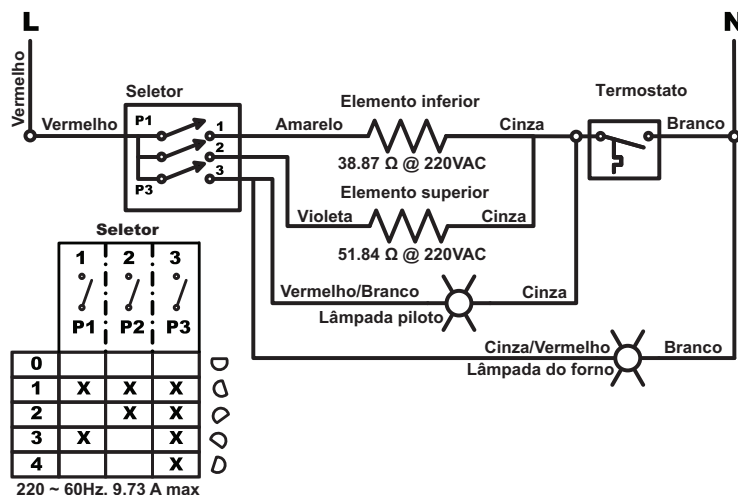 L
N
Vermelho
Vermelho
Seletor
P1
P3
1
2
3
Amarelo
Elemento inferior
38.87 Ω @ 220VAC
Cinza
Termostato
Branco
Violeta
Elemento superior
51.84 Ω @ 220VAC
Cinza
Vermelho/Branco
Lâmpada piloto
Cinza
Cinza/Vermelho
Lâmpada do forno
Branco
Seletor
1 2 3
P1 P2 P3
0
1 X X X
2 X X
3 X X
4 X
220 ~ 60Hz. 9.73 A max